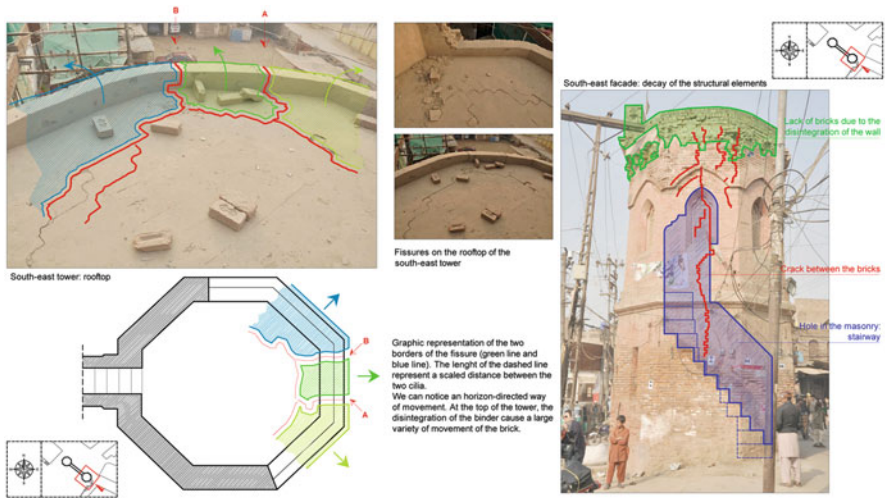 B
A
South-east tower: rooftop
Fissures on the rooftop of the
south-east tower
South-east facade: decay of the structural elements
Lack of bricks due to the
disintegration of the wall
Crack between the bricks
Hole in the masonry:
stairway
B
A
Graphic representation of the two
borders of the fissure (green line and
blue line). The lenght of the dashed line
represent a scaled distance between the
two cilia.
We can notice an horizon-directed way
of movement. At the top of the tower, the
disintegration of the binder cause a large
variety of movement of the brick.